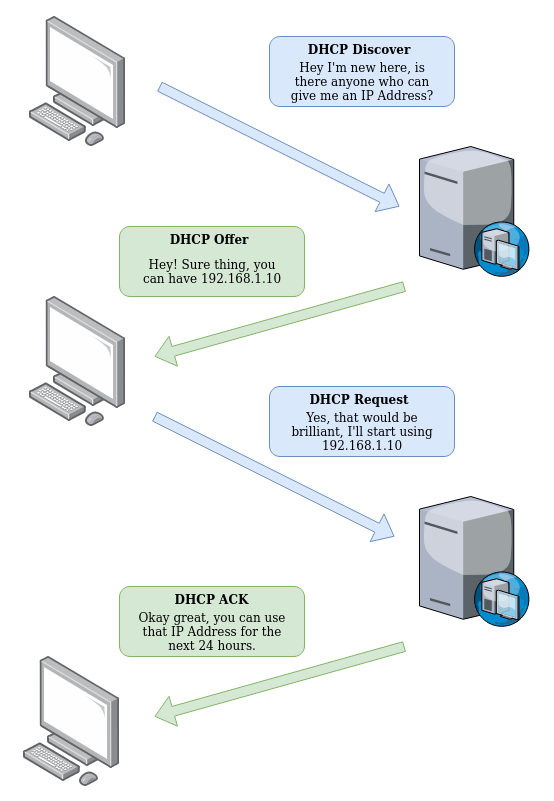 DHCP Discover
Hey I'm new here, is
there anyone who can
give me an IP Address?
DHCP Offer
Hey! Sure thing, you
can have 192.168.1.10
DHCP Request
Yes, that would be
brilliant, I'll start using
192.168.1.10
DHCP ACK
Okay great, you can use
that IP Address for the
next 24 hours.